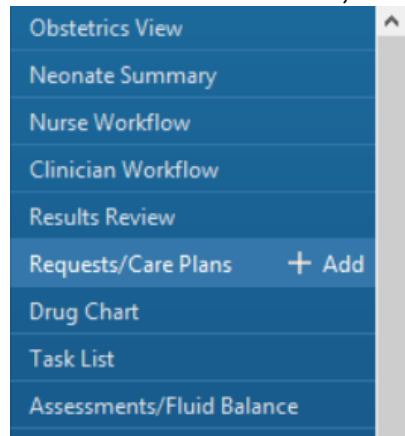 Obstetrics View
Neonate Summary
Nurse Workflow
Clinician Workflow
Results Review
Requests/Care Plans + Add
Drug Chart
Task List
Assessments/Fluid Balance